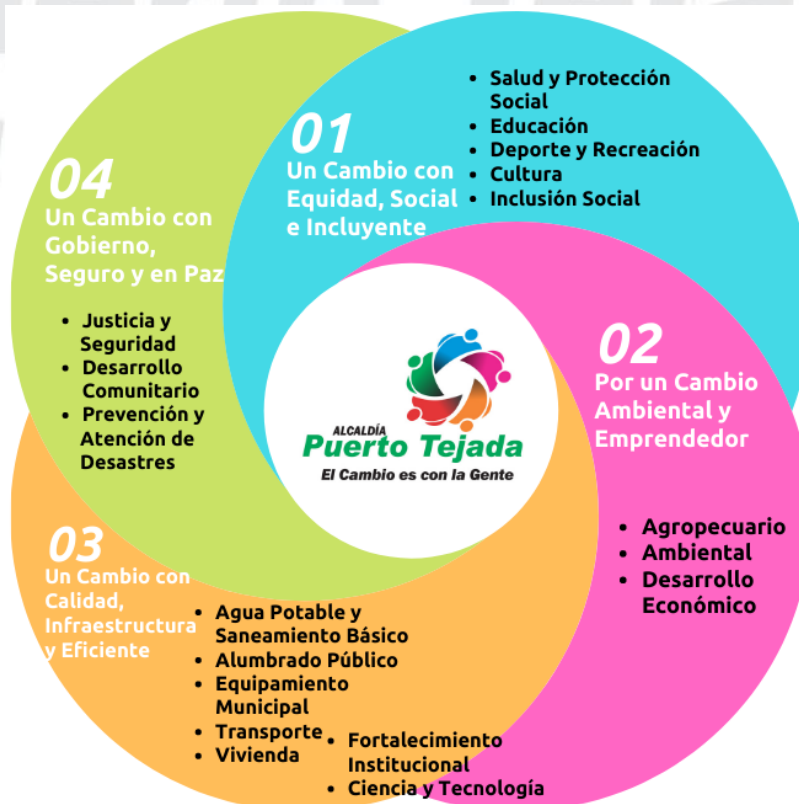 01
Un Cambio con
Equidad, Social
e Incluyente
• Salud y Protección
Social
• Educación
• Deporte y Recreación
• Cultura
• Inclusión Social
02
Por un Cambio
Ambiental y
Emprendedor
• Agropecuario
• Ambiental
• Desarrollo
Económico
03
Un Cambio con
Calidad,
Infraestructura
y Eficiente
• Agua Potable y
Saneamiento Básico
• Alumbrado Público
• Equipamiento
Municipal
• Transporte
• Vivienda
• Fortalecimiento
Institucional
• Ciencia y Tecnología
04
Un Cambio con
Gobierno,
Seguro y en Paz
• Justicia y
Seguridad
• Desarrollo
Comunitario
• Prevención y
Atención de
Desastres
ALCALDÍA
Puerto Tejada
El Cambio es con la Gente